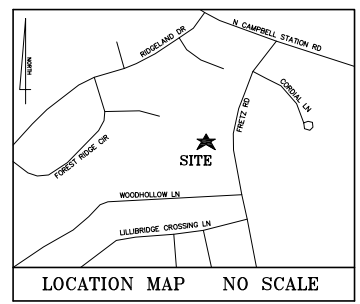 N CAMPBELL STATION RD
RIDGELAND DR
NORTH
CORDIAL LN
FRETZ RD
FOREST RIDGE CIR
SITE
WOODHOLLOW LN
LILLIBRIDGE CROSSING LN
LOCATION MAP NO SCALE